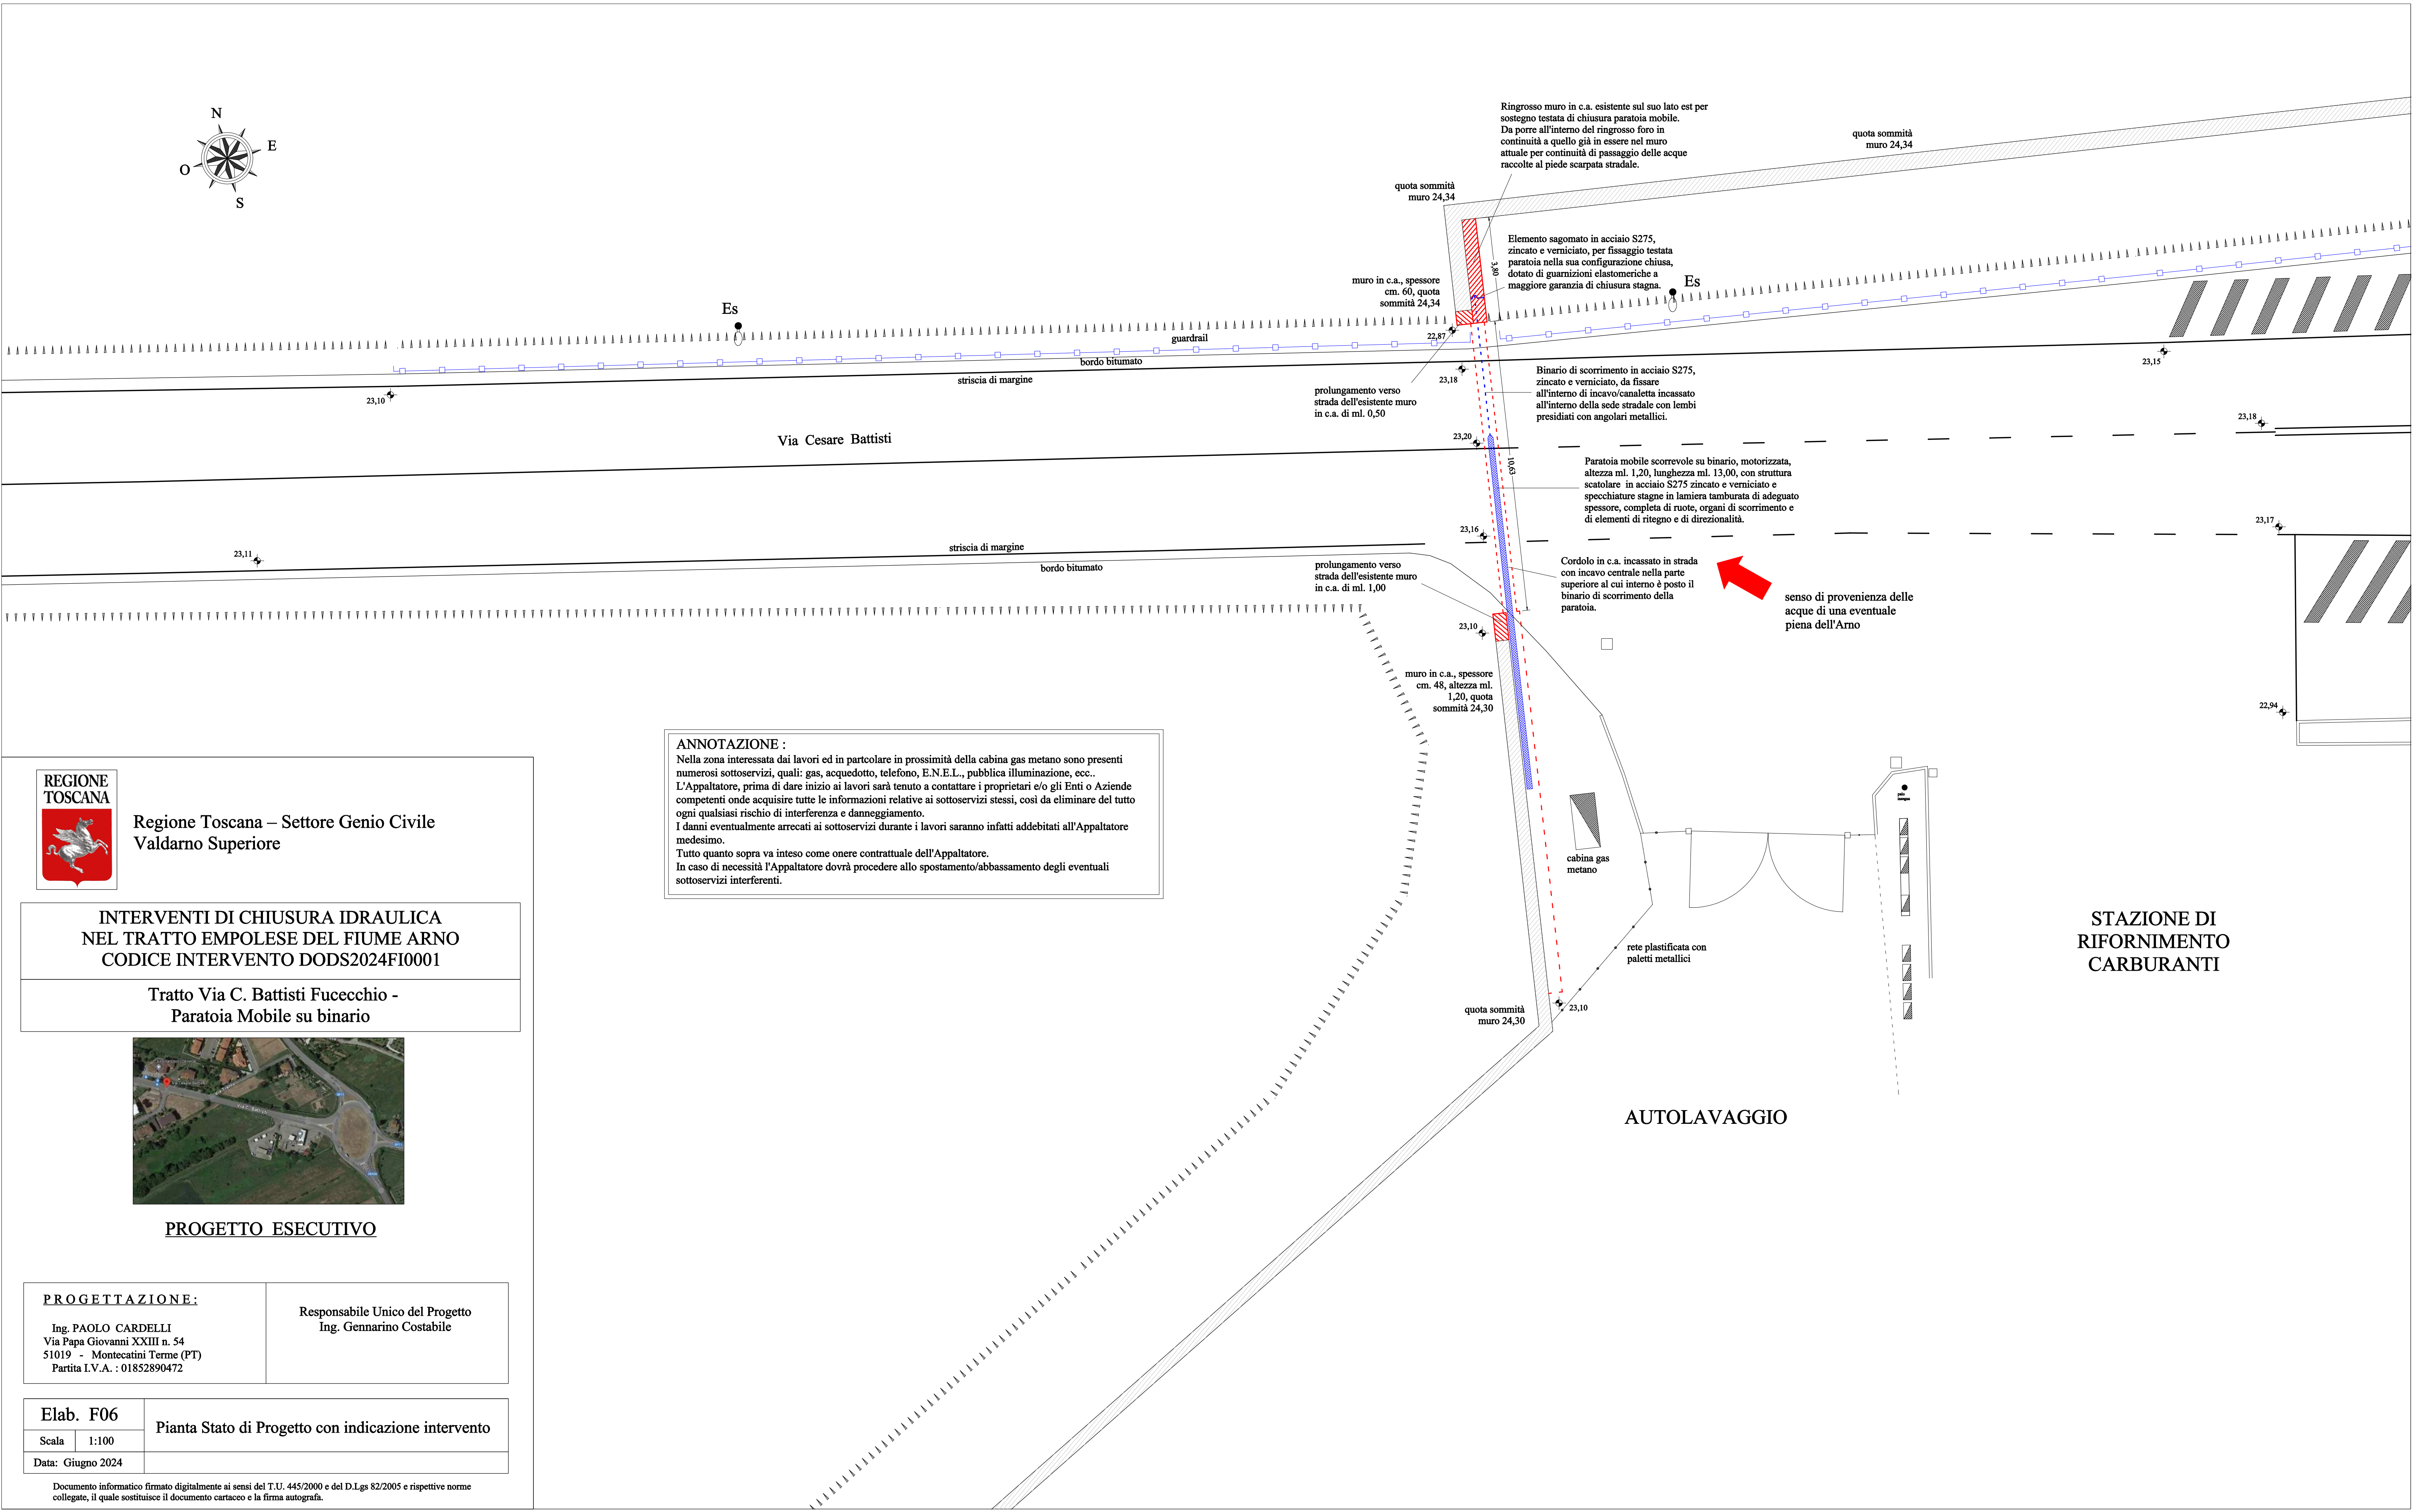 N
E
O
S
Ringrosso muro in c.a. esistente sul suo lato est per
sostegno testata di chiusura paratoia mobile.
Da porre all'interno del ringrosso foro in
continuità a quello già in essere nel muro
attuale per continuità di passaggio delle acque
raccolte al piede scarpata stradale.
quota sommità
muro 24,34
quota sommità
muro 24,34
Elemento sagomato in acciaio S275,
zincato e verniciato, per fissaggio testata
paratoia nella sua configurazione chiusa,
dotato di guarnizioni elastomeriche a
maggiore garanzia di chiusura stagna.
3,80
muro in c.a., spessore
cm. 60, quota
sommità 24,34
Es
Es
22,87
guardrail
bordo bitumato
striscia di margine
23,10
23,18
23,15
prolungamento verso
strada dell'esistente muro
in c.a. di ml. 0,50
Binario di scorrimento in acciaio S275,
zincato e verniciato, da fissare
all'interno di incavo/canaletta incassato
all'interno della sede stradale con lembi
presidiati con angolari metallici.
23,18
Via Cesare Battisti
23,20
10,63
Paratoia mobile scorrevole su binario, motorizzata,
altezza ml. 1,20, lunghezza ml. 13,00, con struttura
scatolare in acciaio S275 zincato e verniciato e
specchiature stagne in lamiera tamburata di adeguato
spessore, completa di ruote, organi di scorrimento e
di elementi di ritegno e di direzionalità.
23,16
23,17
23,11
striscia di margine
bordo bitumato
prolungamento verso
strada dell'esistente muro
in c.a. di ml. 1,00
Cordolo in c.a. incassato in strada
con incavo centrale nella parte
superiore al cui interno è posto il
binario di scorrimento della
paratoia.
senso di provenienza delle
acque di una eventuale
piena dell'Arno
23,10
muro in c.a., spessore
cm. 48, altezza ml.
1,20, quota
sommità 24,30
22,94
ANNOTAZIONE :
Nella zona interessata dai lavori ed in partcolare in prossimità della cabina gas metano sono presenti
numerosi sottoservizi, quali: gas, acquedotto, telefono, E.N.E.L., pubblica illuminazione, ecc..
L'Appaltatore, prima di dare inizio ai lavori sarà tenuto a contattare i proprietari e/o gli Enti o Aziende
competenti onde acquisire tutte le informazioni relative ai sottoservizi stessi, così da eliminare del tutto
ogni qualsiasi rischio di interferenza e danneggiamento.
I danni eventualmente arrecati ai sottoservizi durante i lavori saranno infatti addebitati all'Appaltatore
medesimo.
Tutto quanto sopra va inteso come onere contrattuale dell'Appaltatore.
In caso di necessità l'Appaltatore dovrà procedere allo spostamento/abbassamento degli eventuali
sottoservizi interferenti.
cabina gas
metano
rete plastificata con
paletti metallici
quota sommità
muro 24,30
23,10
STAZIONE DI
RIFORNIMENTO
CARBURANTI
AUTOLAVAGGIO
REGIONE
TOSCANA
Regione Toscana – Settore Genio Civile
Valdarno Superiore
INTERVENTI DI CHIUSURA IDRAULICA
NEL TRATTO EMPOLESE DEL FIUME ARNO
CODICE INTERVENTO DODS2024FI0001
Tratto Via C. Battisti Fucecchio -
Paratoia Mobile su binario
Via C. Battisti
PROGETTO ESECUTIVO
PROGETTAZIONE:
Ing. PAOLO CARDELLI
Via Papa Giovanni XXIII n. 54
51019 - Montecatini Terme (PT)
Partita I.V.A. : 01852890472
Responsabile Unico del Progetto
Ing. Gennarino Costabile
Elab. F06
Scala 1:100
Pianta Stato di Progetto con indicazione intervento
Data: Giugno 2024
Documento informatico firmato digitalmente ai sensi del T.U. 445/2000 e del D.Lgs 82/2005 e rispettive norme
collegate, il quale sostituisce il documento cartaceo e la firma autografa.